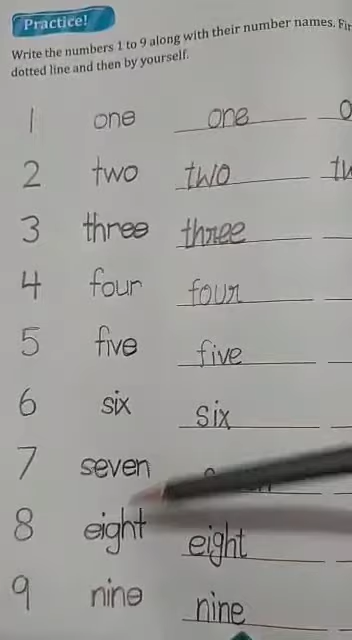 Practice!
Write the numbers 1 to 9 along with their number names. Fir
dotted line and then by yourself.
1 one one o
2 two two tw
3 three three
4 four four
5 five five
6 six six
7 seven
8 eight eight
9 nine nine